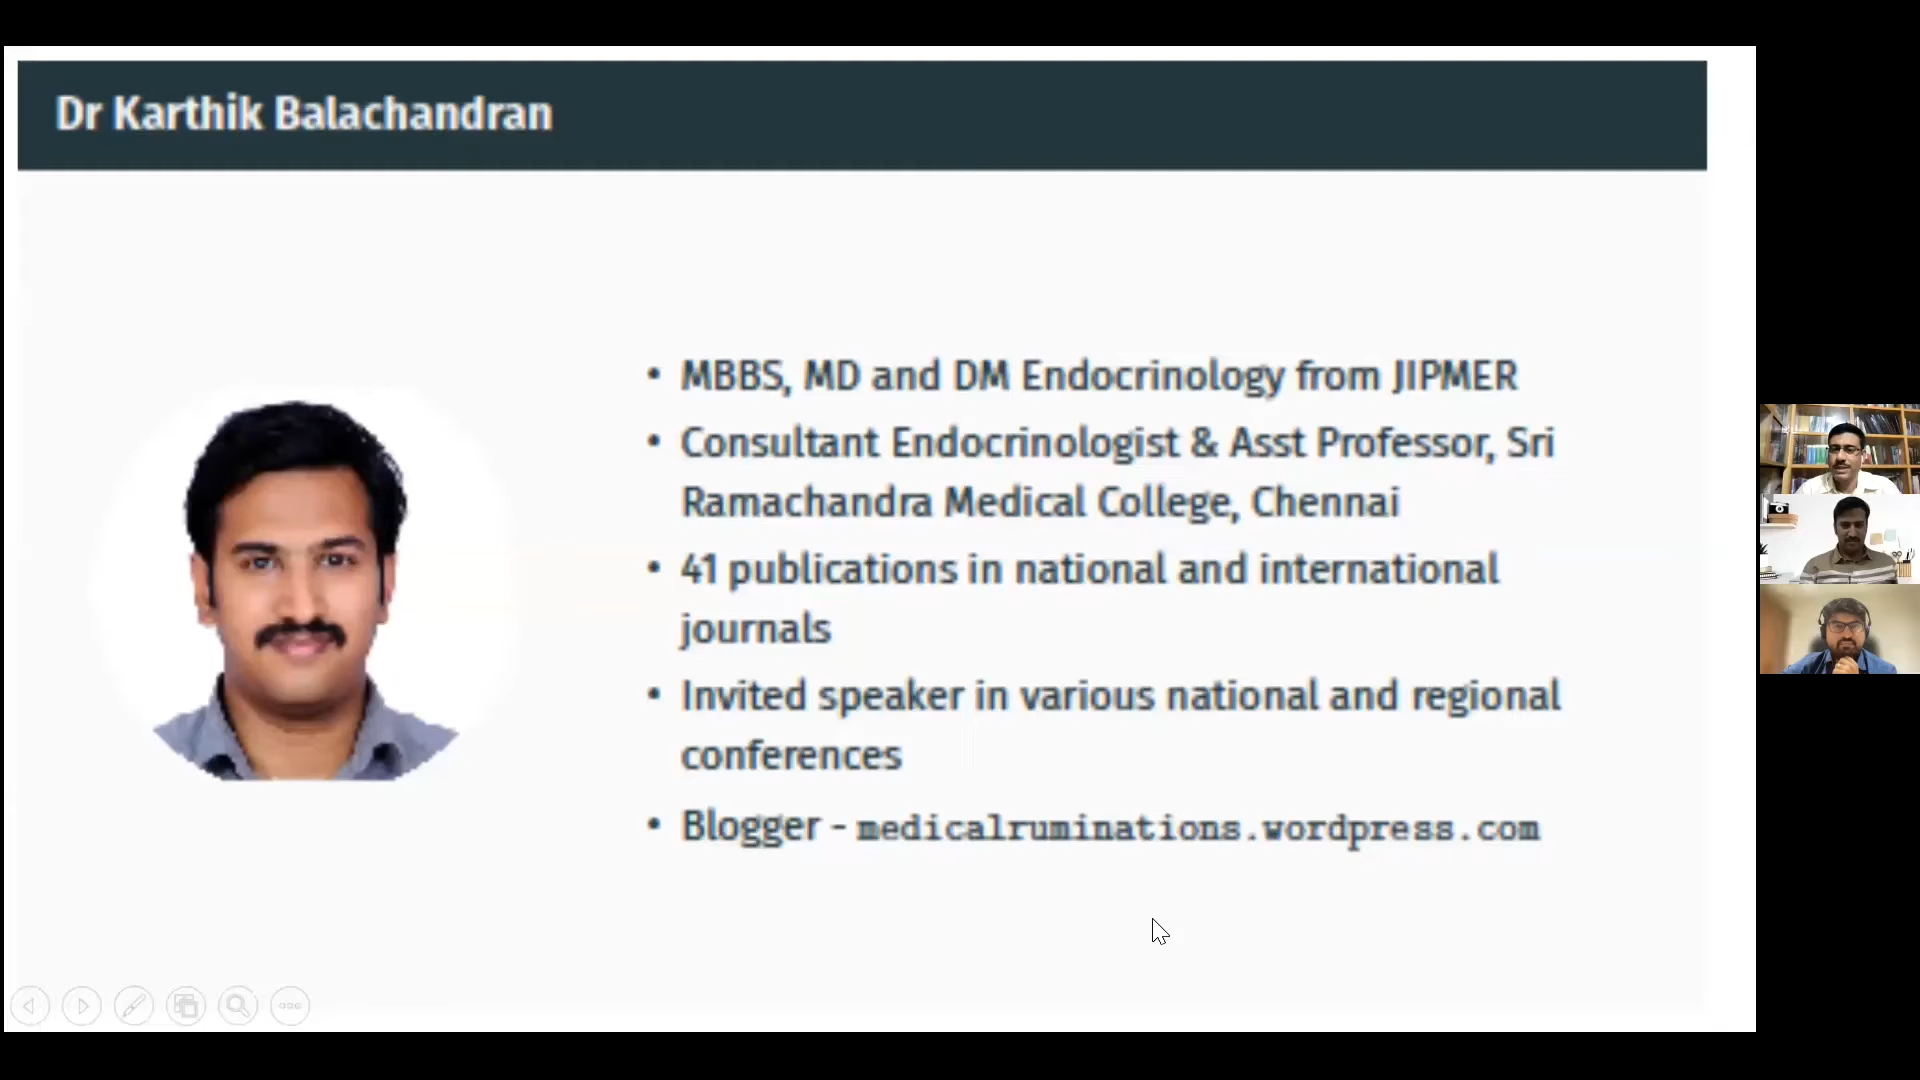 Dr Karthik Balachandran
• MBBS, MD and DM Endocrinology from JIPMER
• Consultant Endocrinologist & Asst Professor, Sri
Ramachandra Medical College, Chennai
• 41 publications in national and international
journals
• Invited speaker in various national and regional
conferences
• Blogger - medicalruminations.wordpress.com